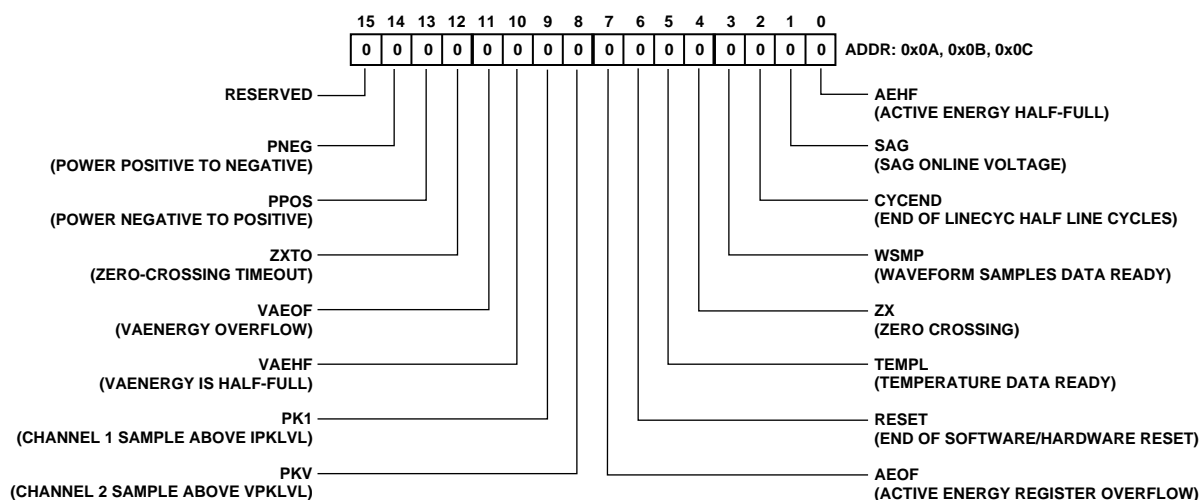 15 14 13 12 11 10 9 8 7 6 5 4 3 2 1 0
0 0 0 0 0 0 0 0 0 0 0 0 0 0 0 0 ADDR: 0x0A, 0x0B, 0x0C
RESERVED
PNEG
(POWER POSITIVE TO NEGATIVE)
PPOS
(POWER NEGATIVE TO POSITIVE)
ZXTO
(ZERO-CROSSING TIMEOUT)
VAEOF
(VAENERGY OVERFLOW)
VAEHF
(VAENERGY IS HALF-FULL)
PK1
(CHANNEL 1 SAMPLE ABOVE IPKLVL)
PKV
(CHANNEL 2 SAMPLE ABOVE VPKLVL)
AEHF
(ACTIVE ENERGY HALF-FULL)
SAG
(SAG ONLINE VOLTAGE)
CYCEND
(END OF LINECYC HALF LINE CYCLES)
WSMP
(WAVEFORM SAMPLES DATA READY)
ZX
(ZERO CROSSING)
TEMPL
(TEMPERATURE DATA READY)
RESET
(END OF SOFTWARE/HARDWARE RESET)
AEOF
(ACTIVE ENERGY REGISTER OVERFLOW)